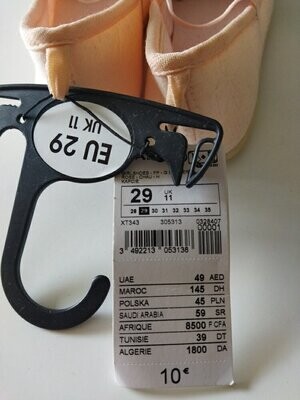 EU 29
UK 11
29
UK
11
28 29 30 31 32 33 34 35
XT343 305313 0328407
00001
3 492213 053138
UAE 49 AED
MAROC 145 DH
POLSKA 45 PLN
SAUDI ARABIA 59 SR
AFRIQUE 8500 F CFA
TUNISIE 39 DT
ALGERIE 1800 DA
10€